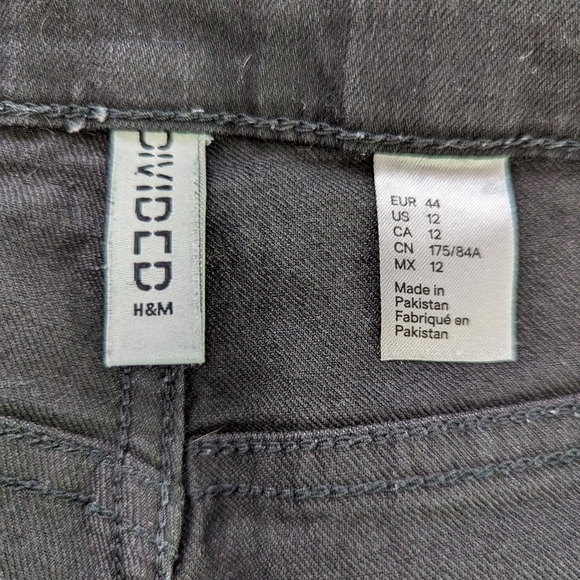 DIVIDED
H&M
EUR 44
US 12
CA 12
CN 175/84A
MX 12
Made in
Pakistan
Fabriqué en
Pakistan